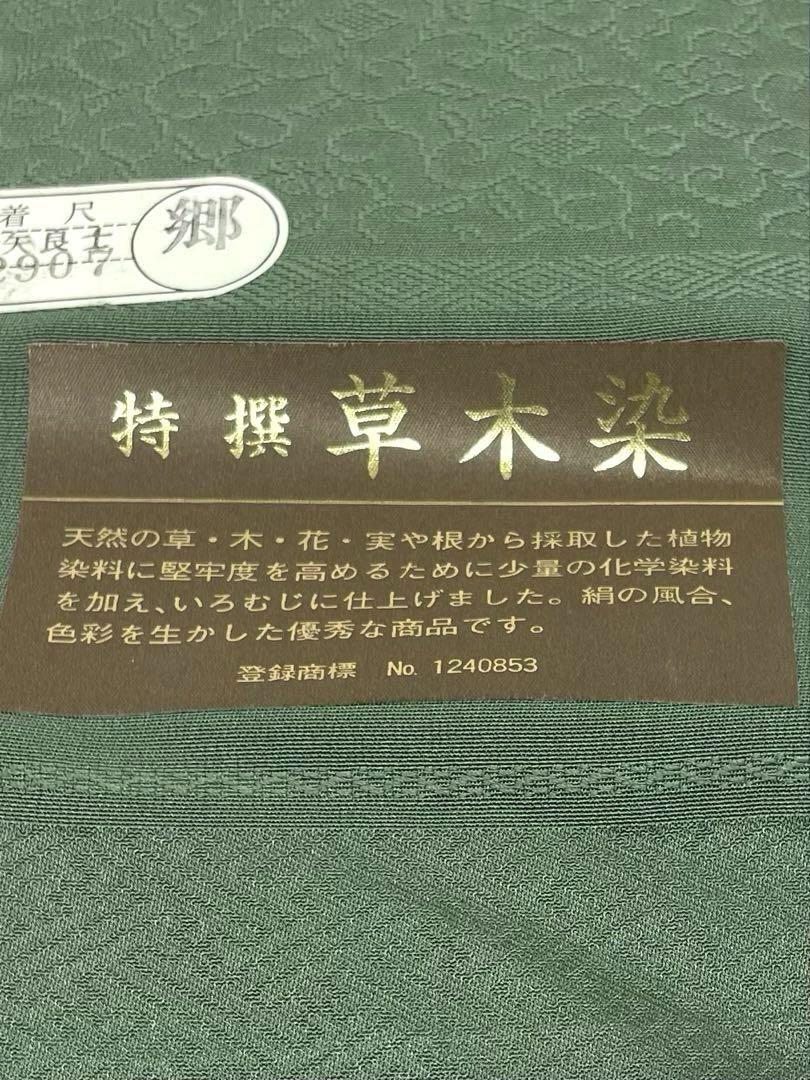 着尺
矢良士
2907
郷
特撰草木染
天然の草・木・花・実や根から採取した植物
染料に堅牢度を高めるために少量の化学染料
を加え、いろむじに仕上げました。絹の風合、
色彩を生かした優秀な商品です。
登録商標 No. 1240853